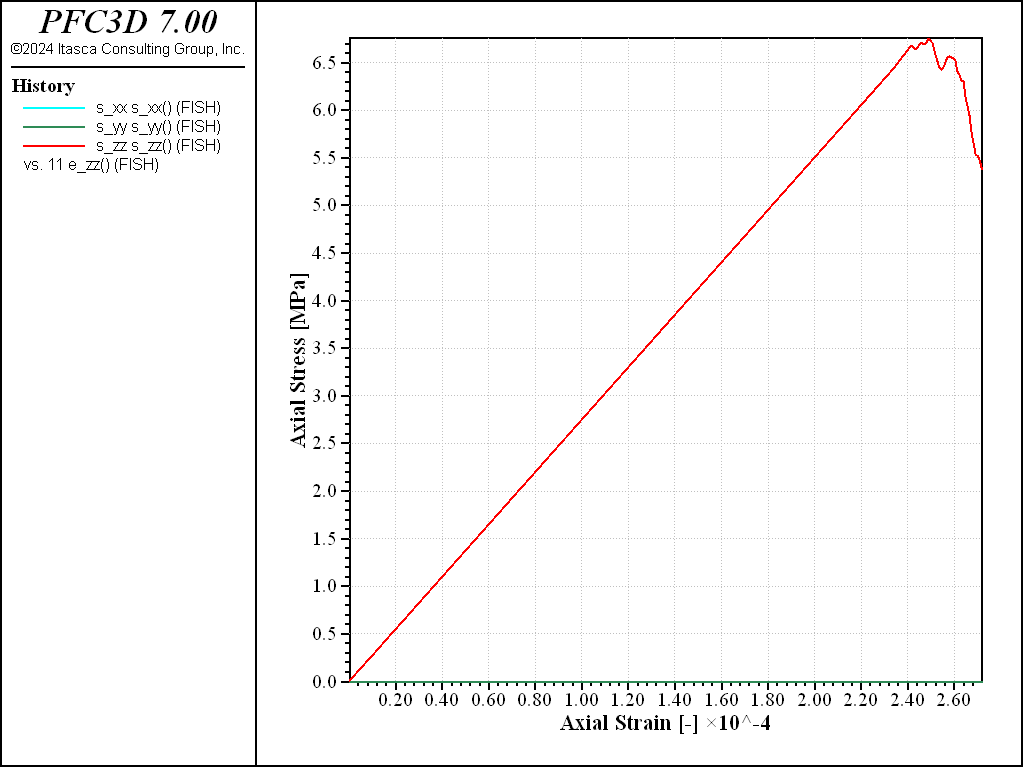 PFC3D 7.00
©2024 Itasca Consulting Group, Inc.
History
s_xx s_xx() (FISH)
s_yy s_yy() (FISH)
s_zz s_zz() (FISH)
vs. 11 e_zz() (FISH)
6.5
6.0
5.5
5.0
4.5
4.0
3.5
3.0
2.5
2.0
1.5
1.0
0.5
0.0
Axial Stress [MPa]
0.20 0.40 0.60 0.80 1.00 1.20 1.40 1.60 1.80 2.00 2.20 2.40 2.60
Axial Strain [-] ×10^-4